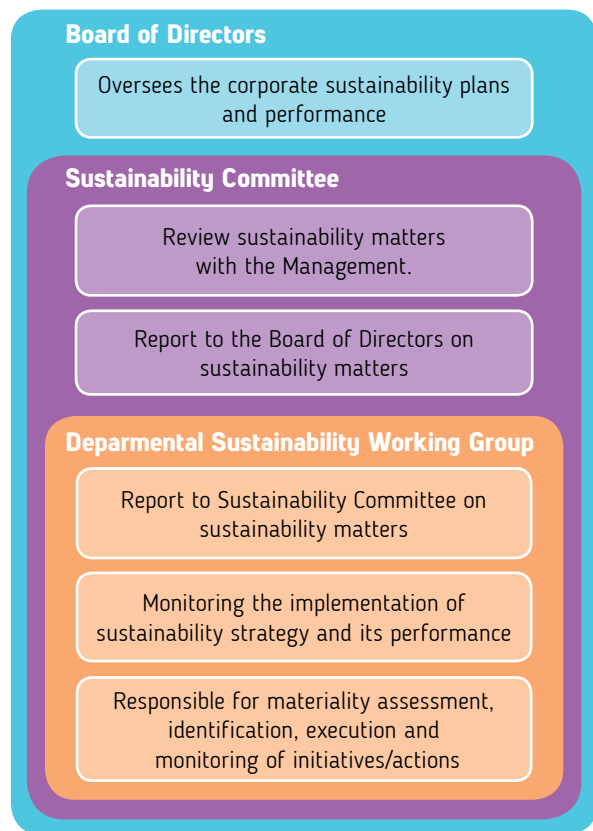 Board of Directors
Oversees the corporate sustainability plans
and performance
Sustainability Committee
Review sustainability matters
with the Management.
Report to the Board of Directors on
sustainability matters
Deparmental Sustainability Working Group
Report to Sustainability Committee on
sustainability matters
Monitoring the implementation of
sustainability strategy and its performance
Responsible for materiality assessment,
identification, execution and
monitoring of initiatives/actions